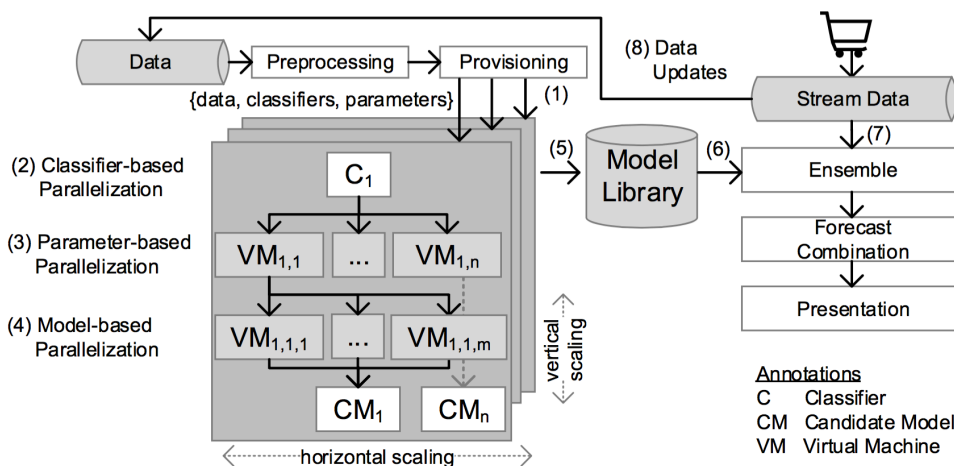 (8) Data
Updates
Data
Preprocessing
Provisioning
Stream Data
{data, classifiers, parameters}
(1)
(7)
(2) Classifier-based
Parallelization
C1
(5)
Model
Library
(6)
Ensemble
(3) Parameter-based
Parallelization
VM1,1
...
VM1,n
Forecast
Combination
(4) Model-based
Parallelization
VM1,1,1
...
VM1,1,m
vertical
scaling
Presentation
CM1
CMn
horizontal scaling
Annotations
C Classifier
CM Candidate Model
VM Virtual Machine